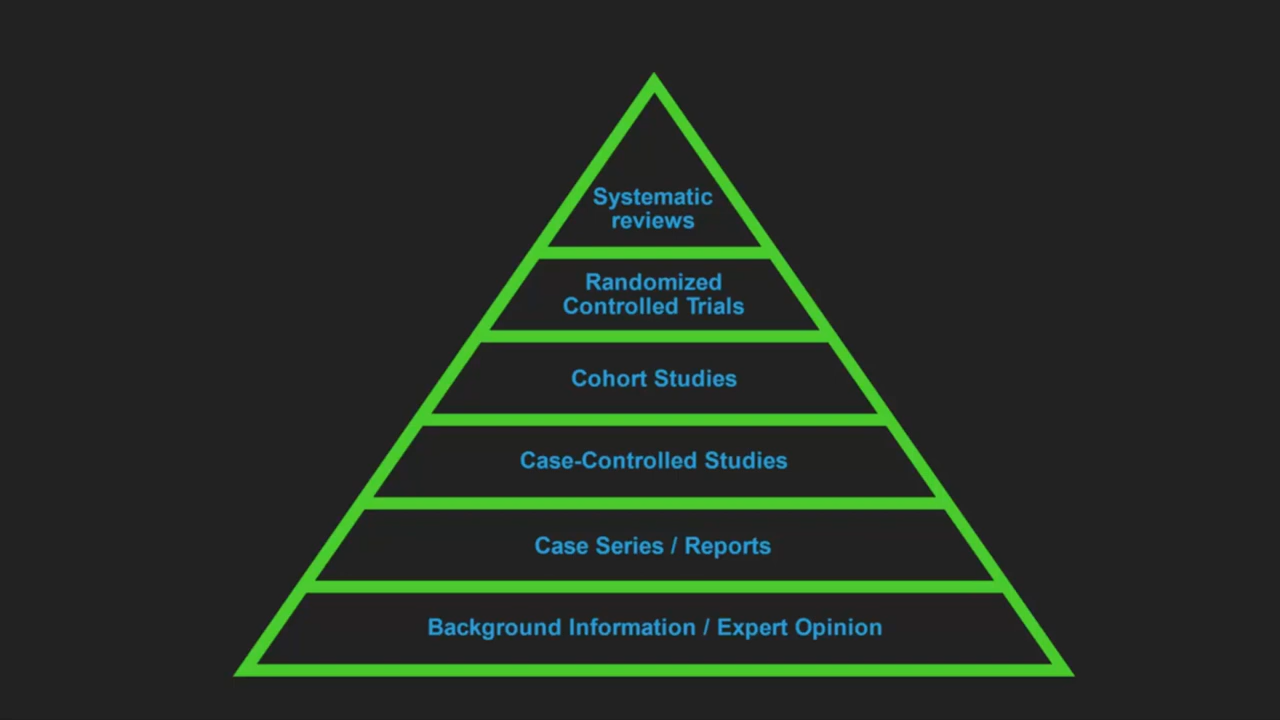 Systematic
reviews
Randomized
Controlled Trials
Cohort Studies
Case-Controlled Studies
Case Series / Reports
Background Information / Expert Opinion